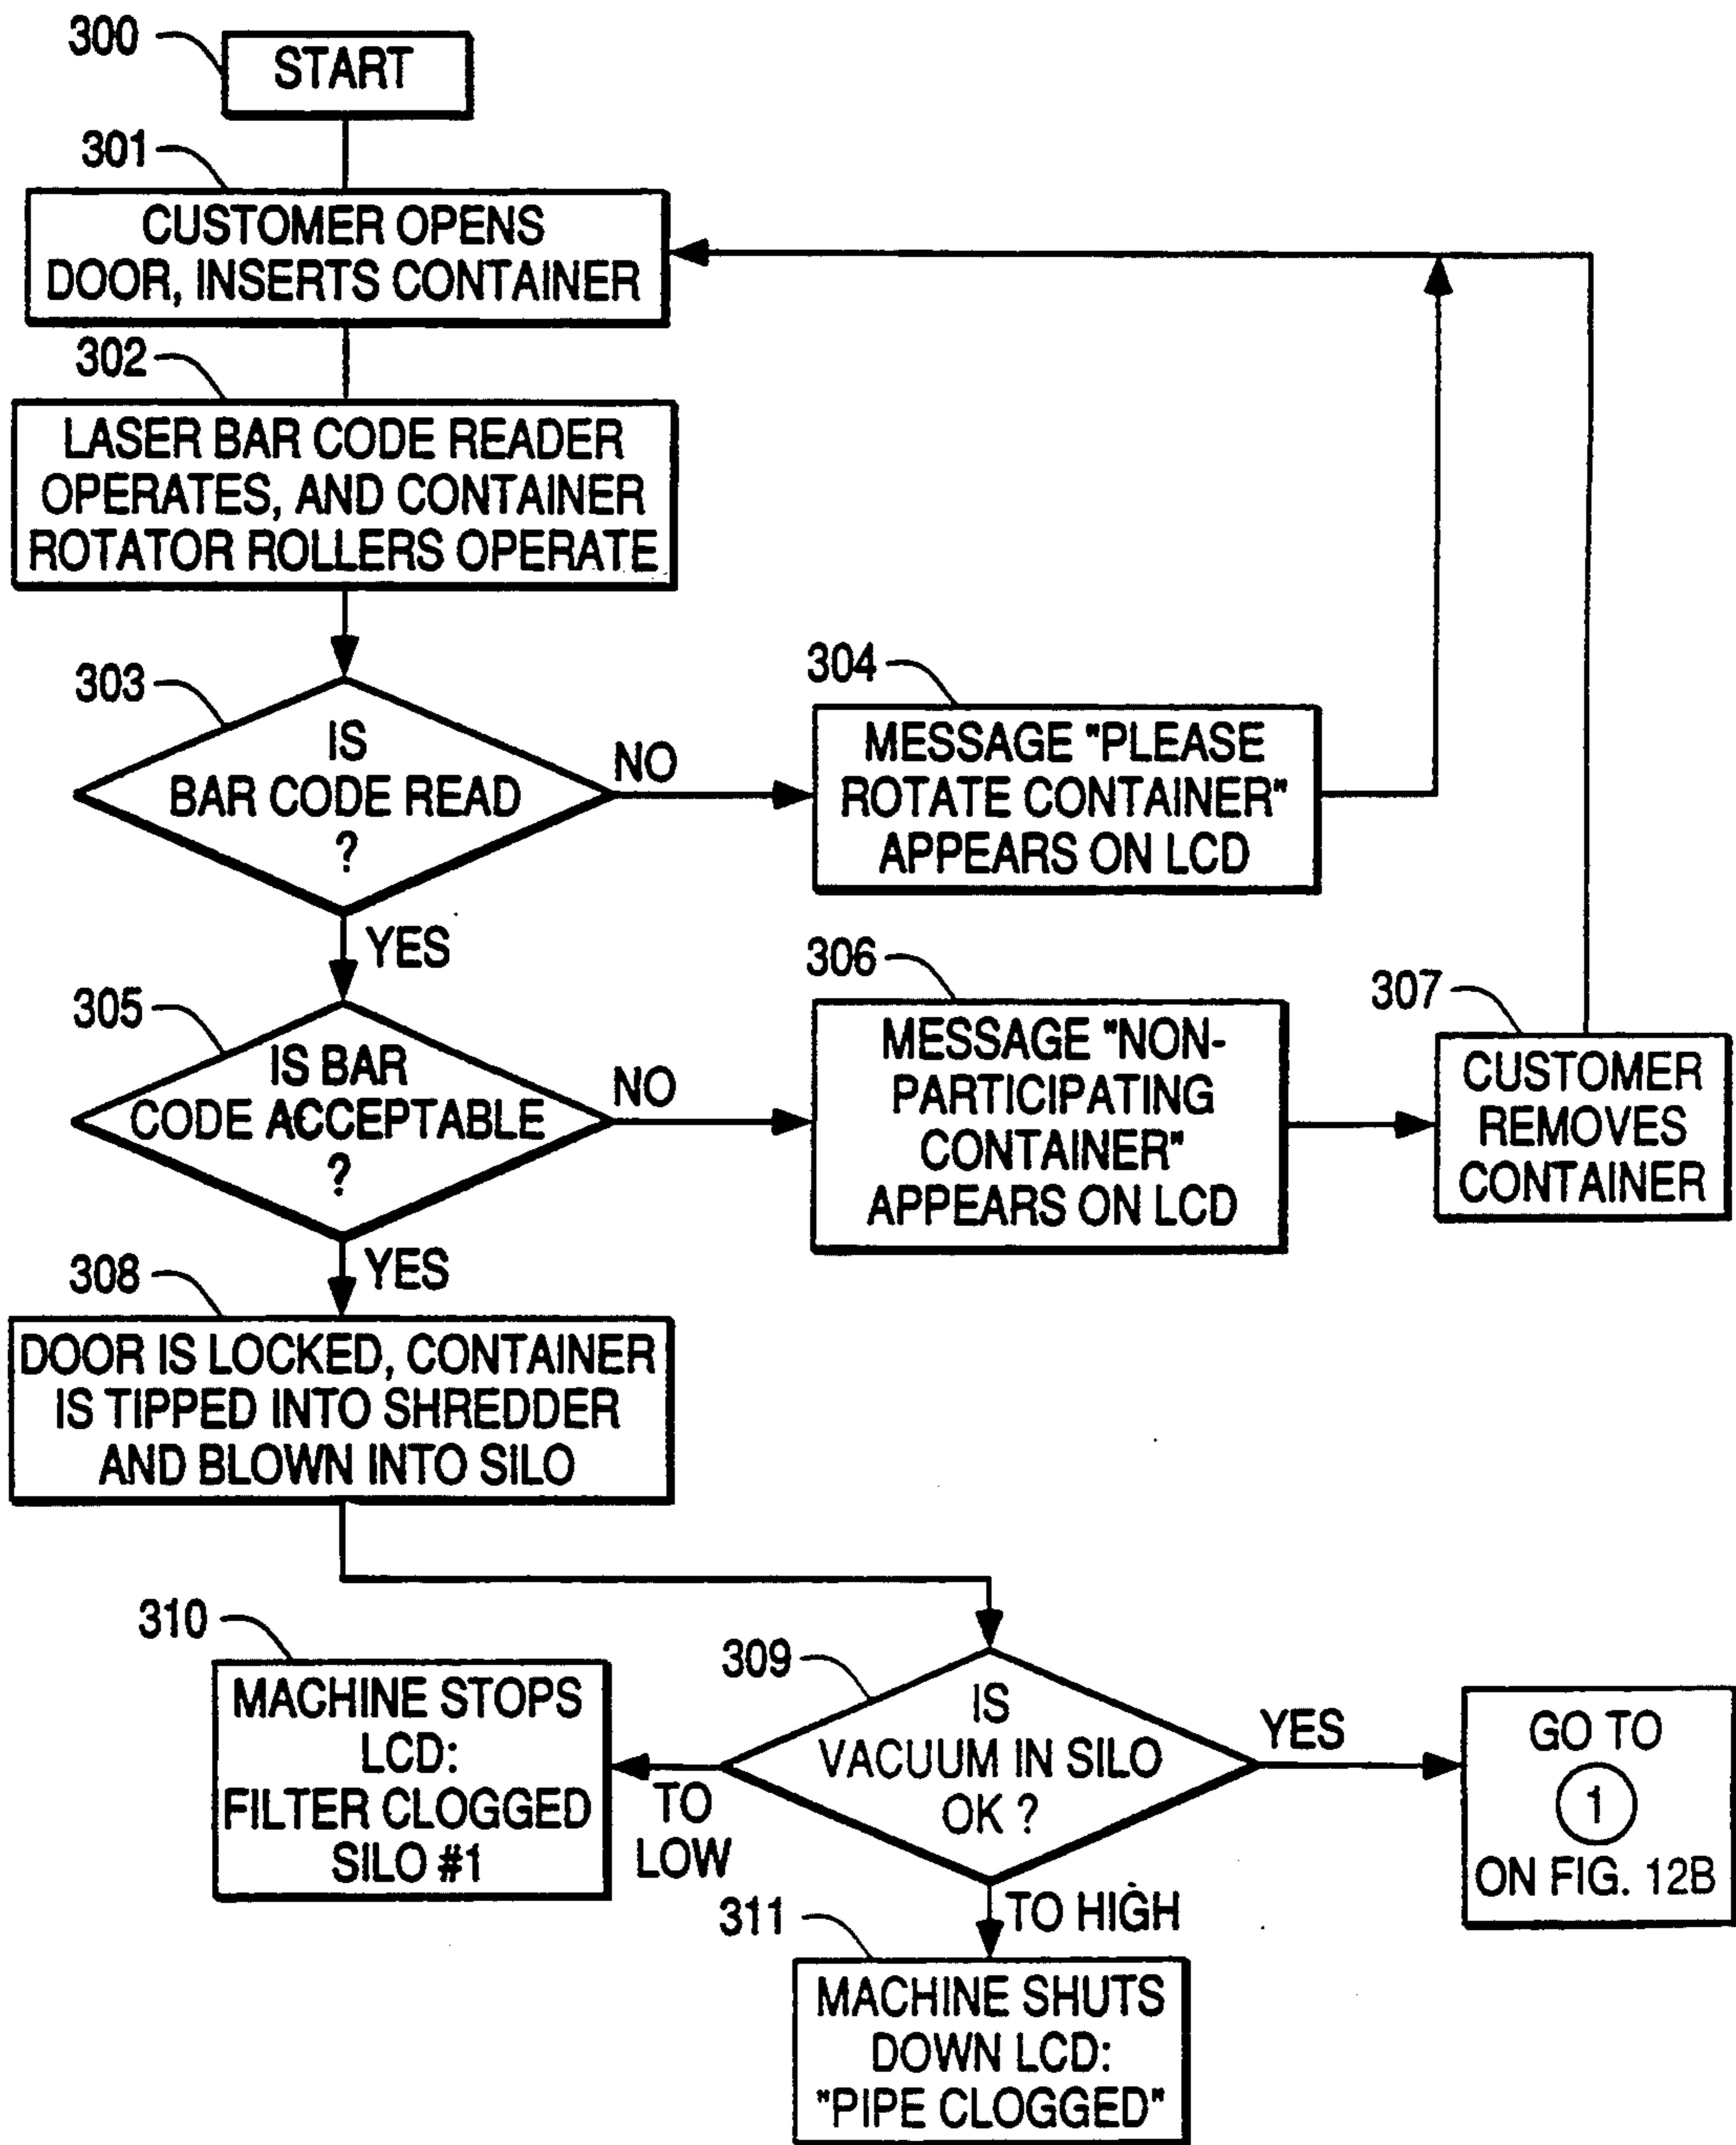 300
START
301
CUSTOMER OPENS
DOOR, INSERTS CONTAINER
302
LASER BAR CODE READER
OPERATES, AND CONTAINER
ROTATOR ROLLERS OPERATE
303
IS
BAR CODE READ
?
NO
304
MESSAGE "PLEASE
ROTATE CONTAINER"
APPEARS ON LCD
YES
305
IS BAR
CODE ACCEPTABLE
?
NO
306
MESSAGE "NON-
PARTICIPATING
CONTAINER"
APPEARS ON LCD
307
CUSTOMER
REMOVES
CONTAINER
YES
308
DOOR IS LOCKED, CONTAINER
IS TIPPED INTO SHREDDER
AND BLOWN INTO SILO
309
IS
VACUUM IN SILO
OK ?
TO
LOW
310
MACHINE STOPS
LCD:
FILTER CLOGGED
SILO #1
YES
GO TO
1
ON FIG. 12B
TO HIGH
311
MACHINE SHUTS
DOWN LCD:
"PIPE CLOGGED"